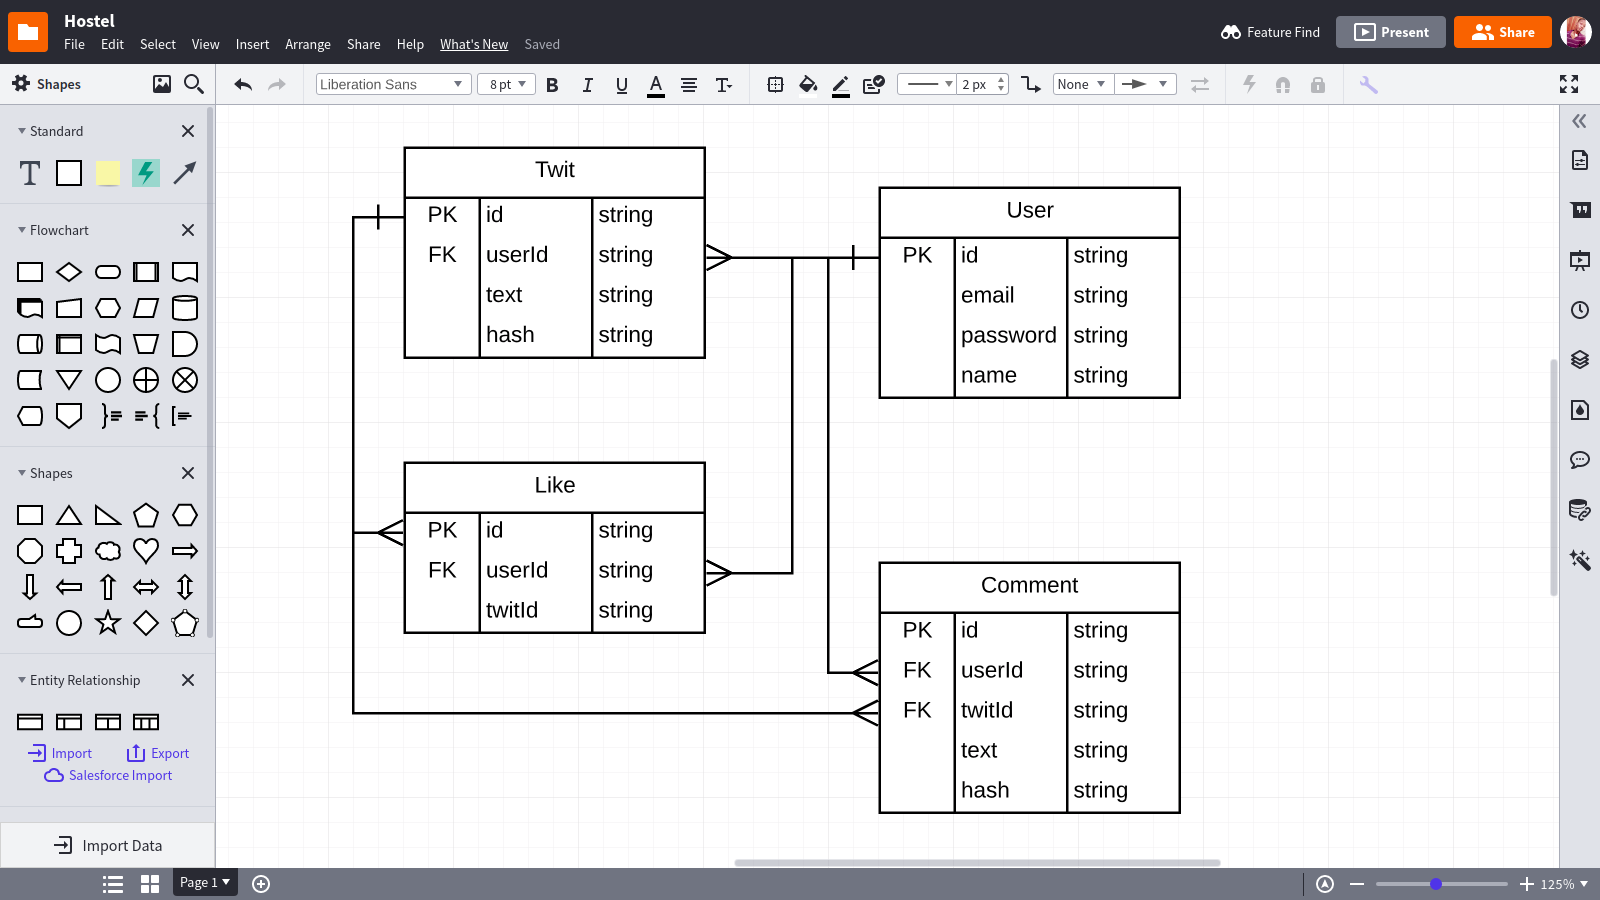 Hostel
File Edit Select View Insert Arrange Share Help What's New Saved
Feature Find Present Share
Shapes Liberation Sans 8 pt B I U A T 2 px None
Standard
T
Flowchart
Shapes
Entity Relationship
Import Export
Salesforce Import
Import Data
Twit
PK id string
FK userId string
text string
hash string
User
PK id string
email string
password string
name string
Like
PK id string
FK userId string
twitId string
Comment
PK id string
FK userId string
FK twitId string
text string
hash string
Page 1 125%